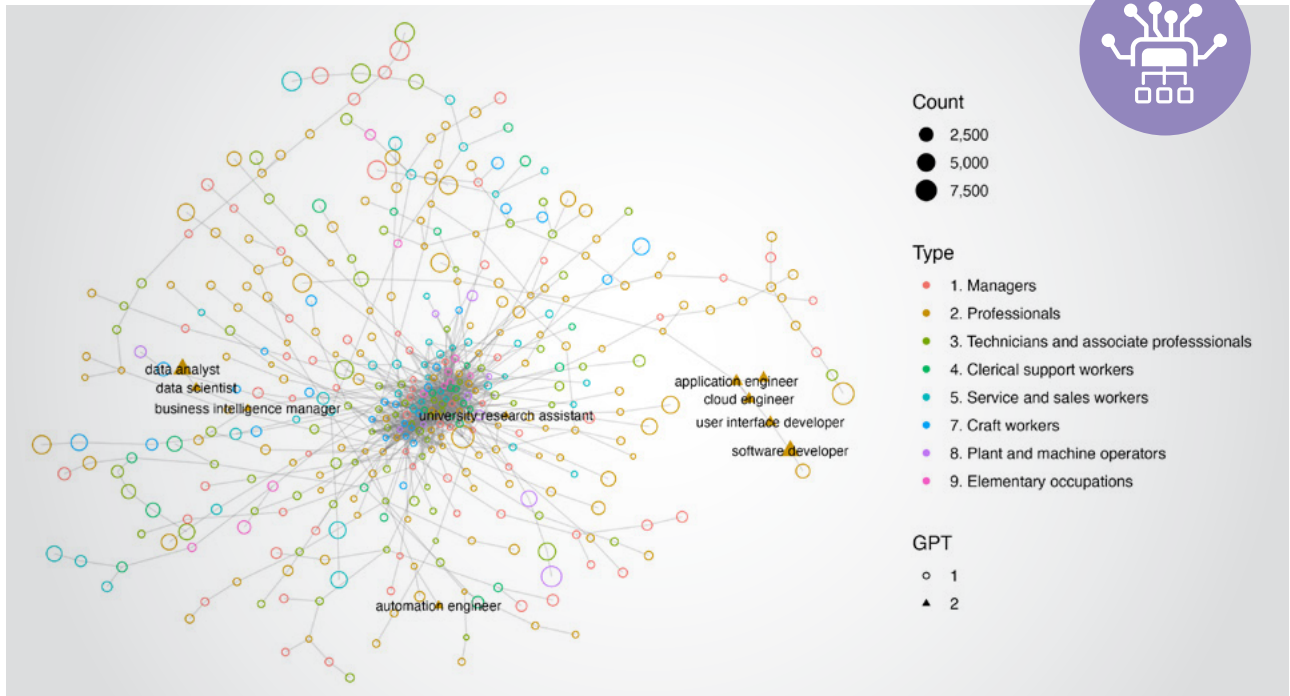 Count
2,500
5,000
7,500
Type
1. Managers
2. Professionals
3. Technicians and associate professsionals
4. Clerical support workers
5. Service and sales workers
7. Craft workers
8. Plant and machine operators
9. Elementary occupations
GPT
1
2
data analyst
data scientist
business intelligence manager
university research assistant
application engineer
cloud engineer
user interface developer
software developer
automation engineer